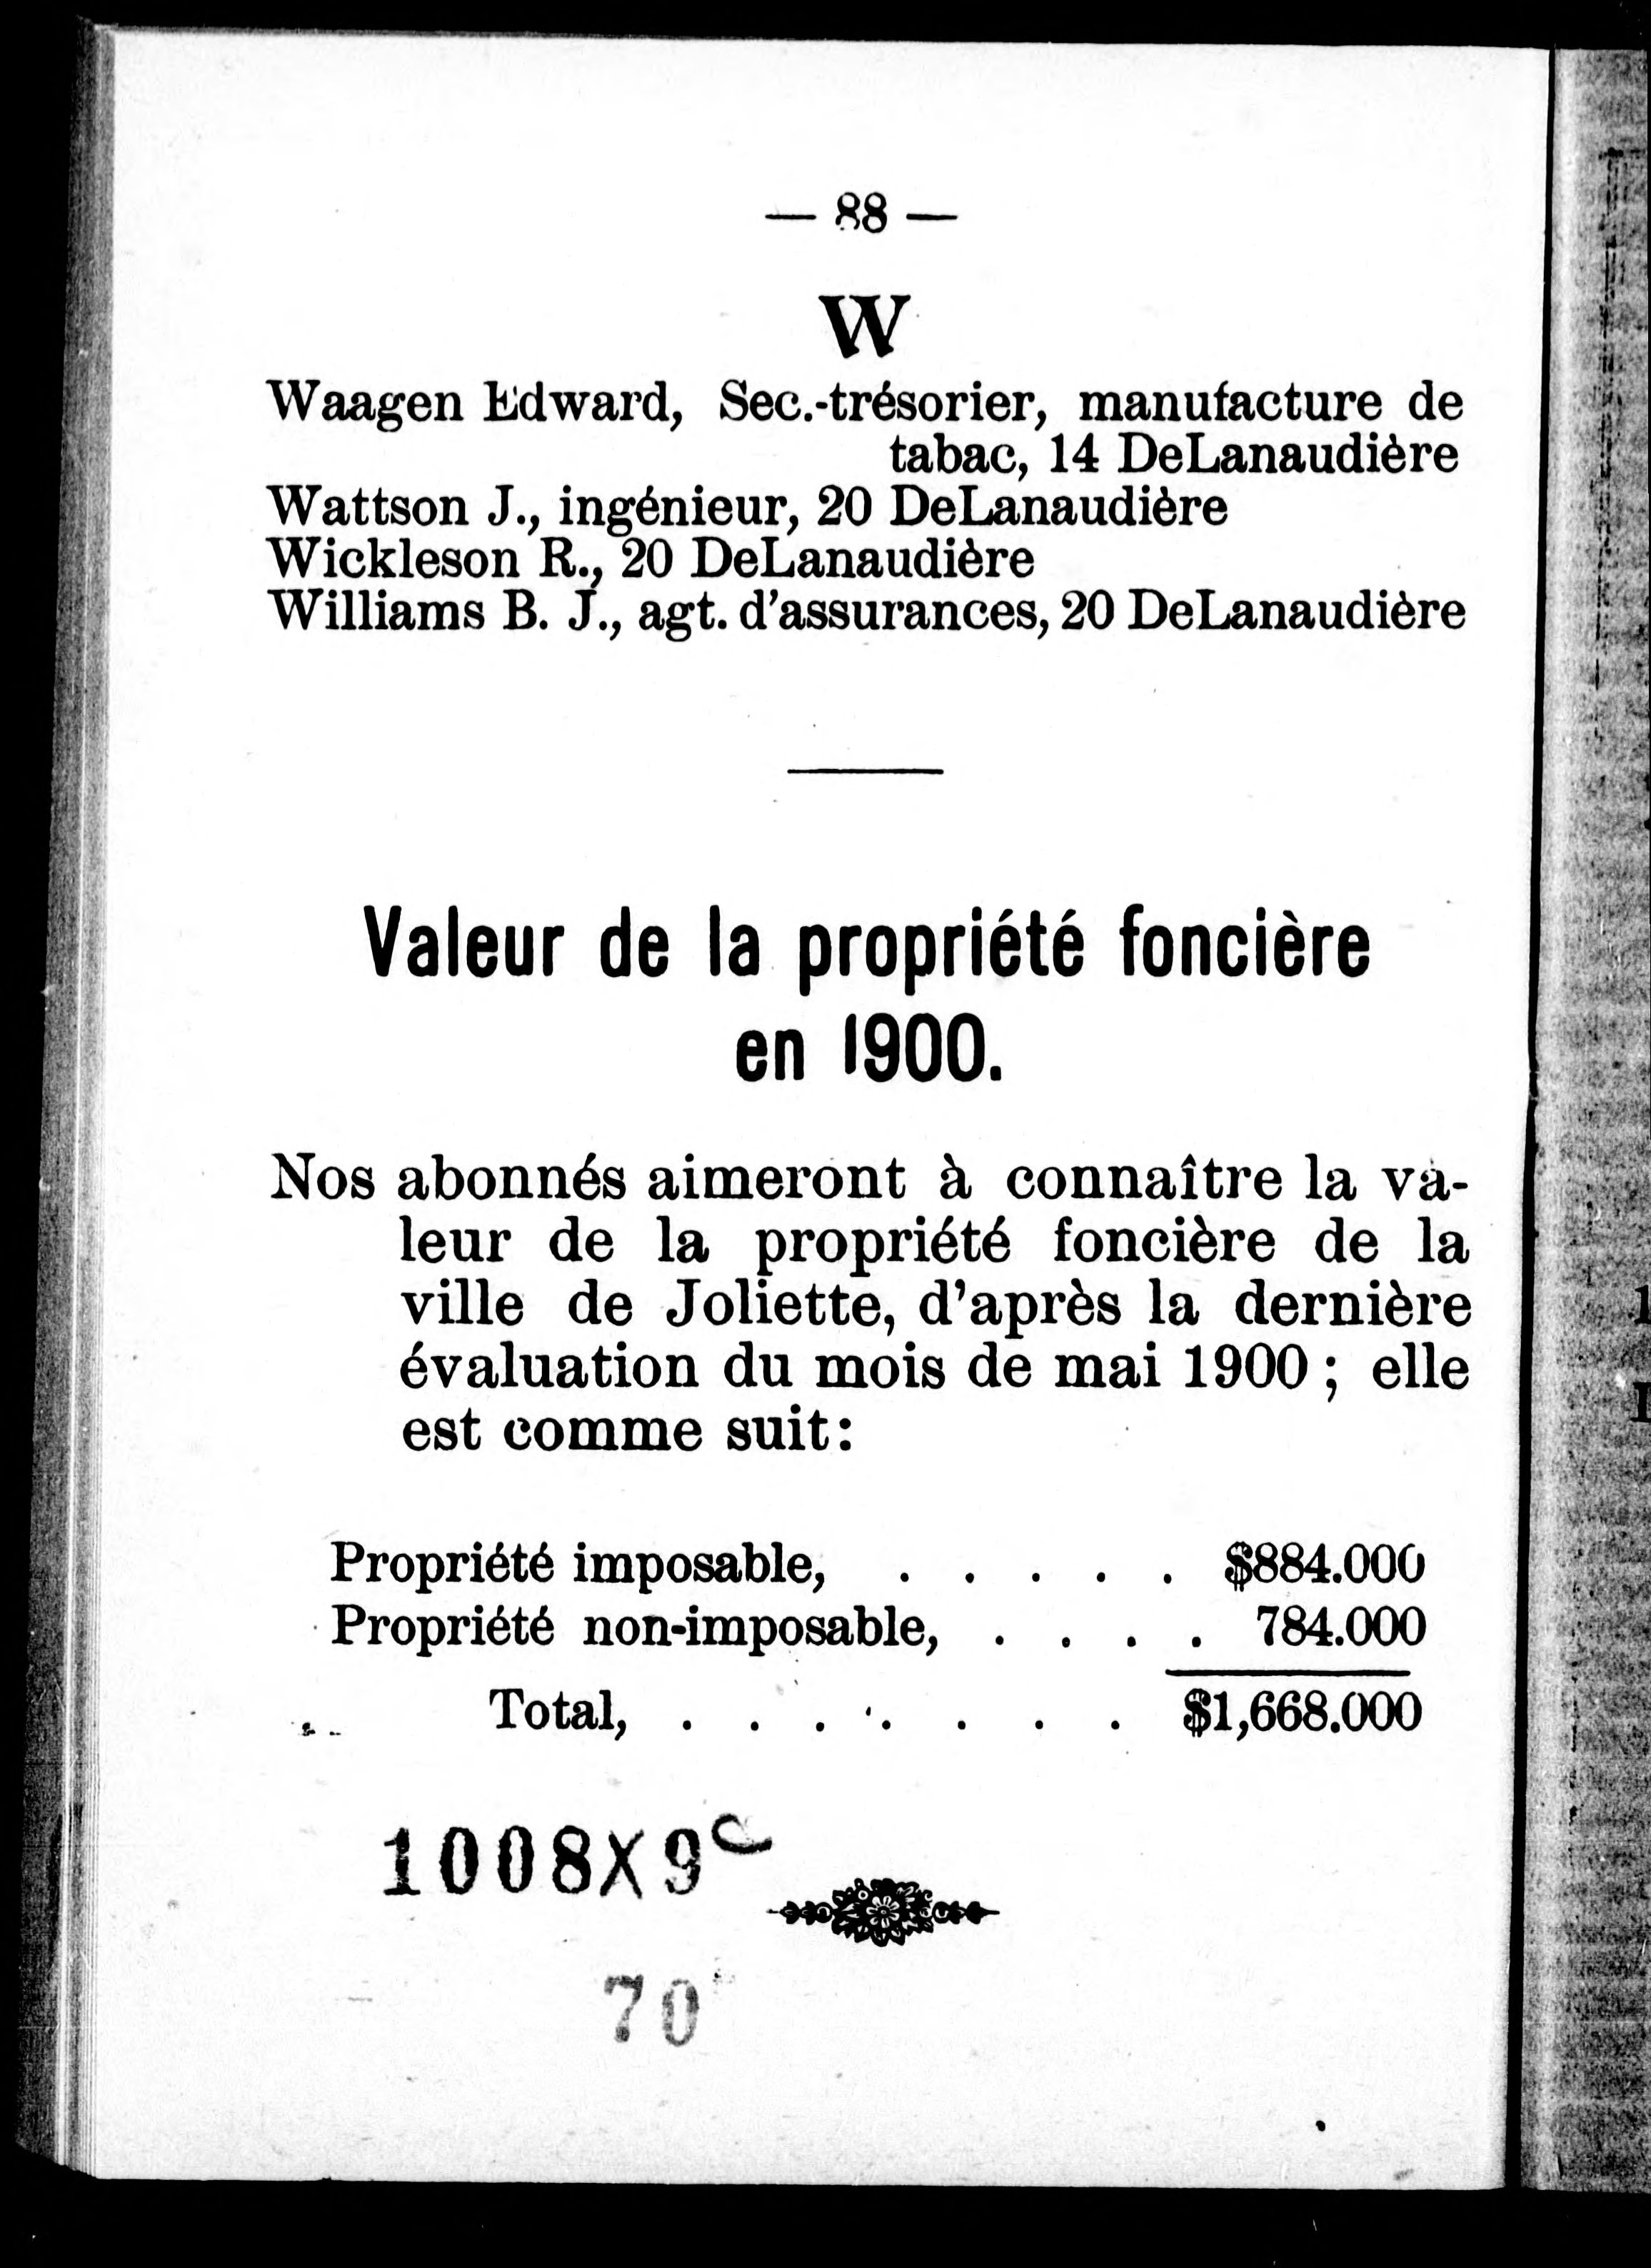 — 88 —
W
Waagen Edward, Sec.-trésorier, manufacture de
tabac, 14 DeLanaudière
Wattson J., ingénieur, 20 DeLanaudière
Wickleson R., 20 DeLanaudière
Williams B. J., agt. d'assurances, 20 DeLanaudière
Valeur de la propriété foncière
en 1900.
Nos abonnés aimeront à connaître la va-
leur de la propriété foncière de la
ville de Joliette, d'après la dernière
évaluation du mois de mai 1900 ; elle
est comme suit:
Propriété imposable, . . . . . $884.000
Propriété non-imposable, . . . . 784.000
Total, . . . . . . . $1,668.000
1008X9
70